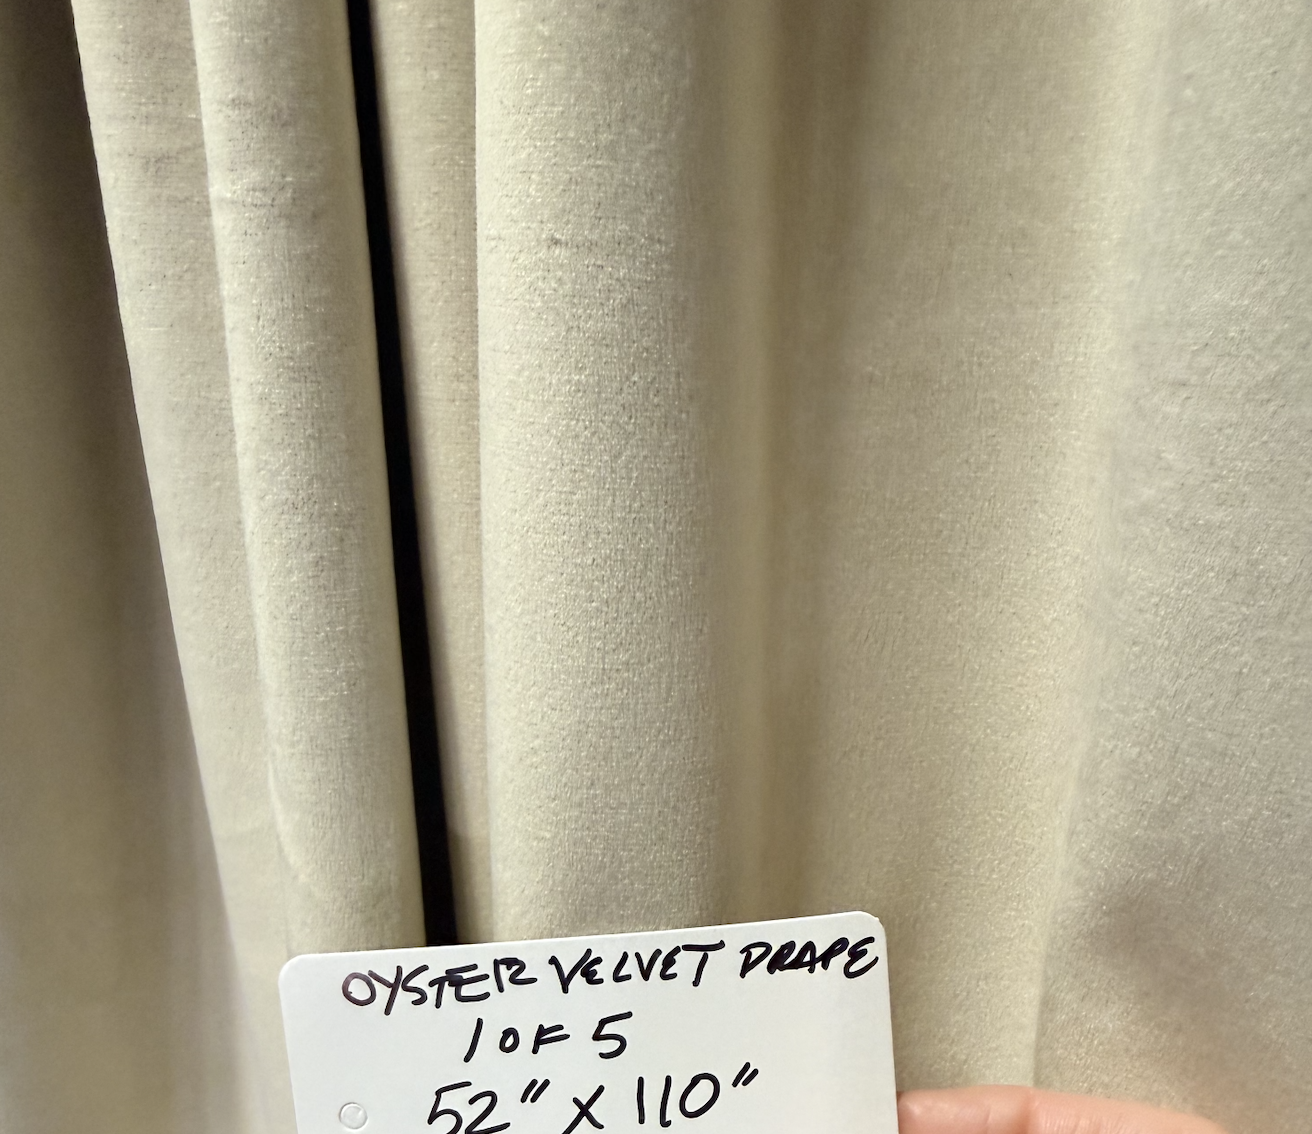 OYSTER VELVET DRAPE
1 OF 5
52" X 110"